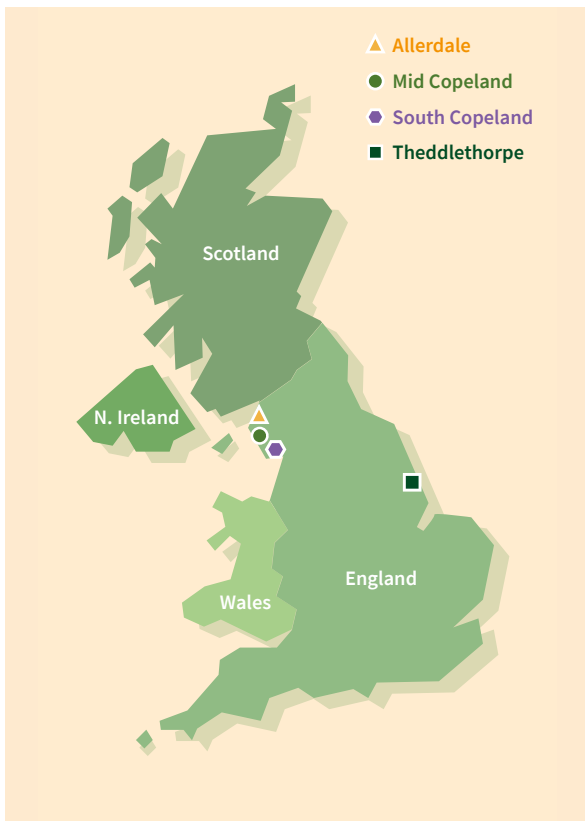 Allerdale
Mid Copeland
South Copeland
Theddlethorpe
Scotland
N. Ireland
England
Wales